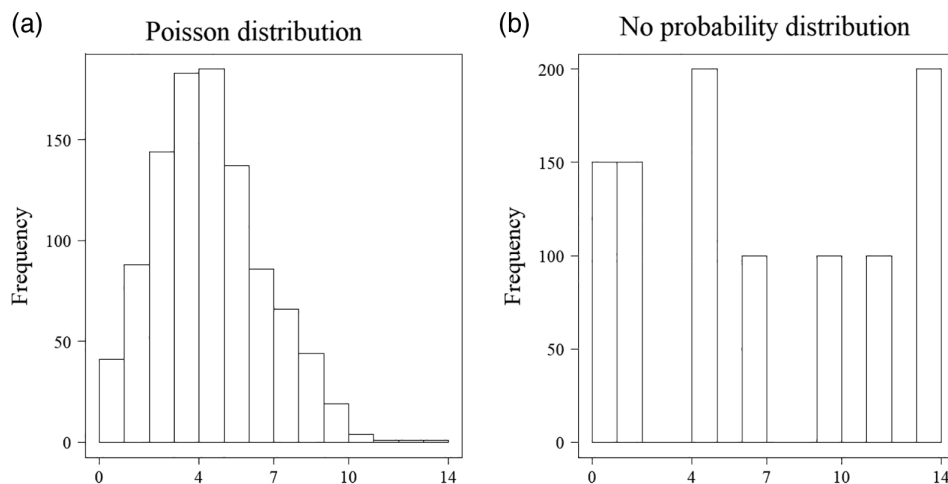 (a)
Poisson distribution
Frequency
150
100
50
0
0 4 7 10 14
(b)
No probability distribution
Frequency
200
150
100
50
0
0 4 7 10 14